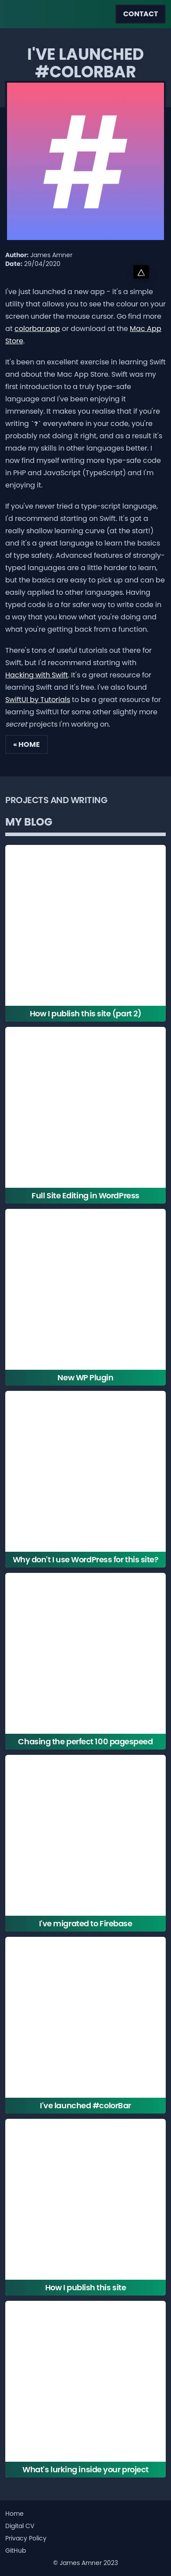 CONTACT
I'VE LAUNCHED
#COLORBAR
#
Author: James Amner
Date: 29/04/2020
△
I've just launched a new app - it's a simple
utility that allows you to see the colour on your
screen under the mouse cursor. Go find more
at colorbar.app or download at the Mac App
Store.
It's been an excellent exercise in learning Swift
and about the Mac App Store. Swift was my
first introduction to a truly type-safe
language and I've been enjoying it
immensely. It makes you realise that if you're
writing `?` everywhere in your code, you're
probably not doing it right, and as a result it's
made my skills in other languages better. I
now find myself writing more type-safe code
in PHP and JavaScript (TypeScript) and I'm
enjoying it.
If you've never tried a type-script language,
I'd recommend starting on Swift. It's got a
really shallow learning curve (at the start!)
and it's a great language to learn the basics
of type safety. Advanced features of strongly-
typed languages are a little harder to learn,
but the basics are easy to pick up and can be
easily applied to other languages. Having
typed code is a far safer way to write code in
a way that you know what you're doing and
what you're getting back from a function.
There's tons of useful tutorials out there for
Swift, but I'd recommend starting with
Hacking with Swift. It's a great resource for
learning Swift and it's free. I've also found
SwiftUI by Tutorials to be a great resource for
learning SwiftUI for some other slightly more
secret projects I'm working on.
« HOME
PROJECTS AND WRITING
MY BLOG
How I publish this site (part 2)
Full Site Editing in WordPress
New WP Plugin
Why don't I use WordPress for this site?
Chasing the perfect 100 pagespeed
I've migrated to Firebase
I've launched #colorBar
How I publish this site
What's lurking inside your project
Home
Digital CV
Privacy Policy
GitHub
© James Amner 2023